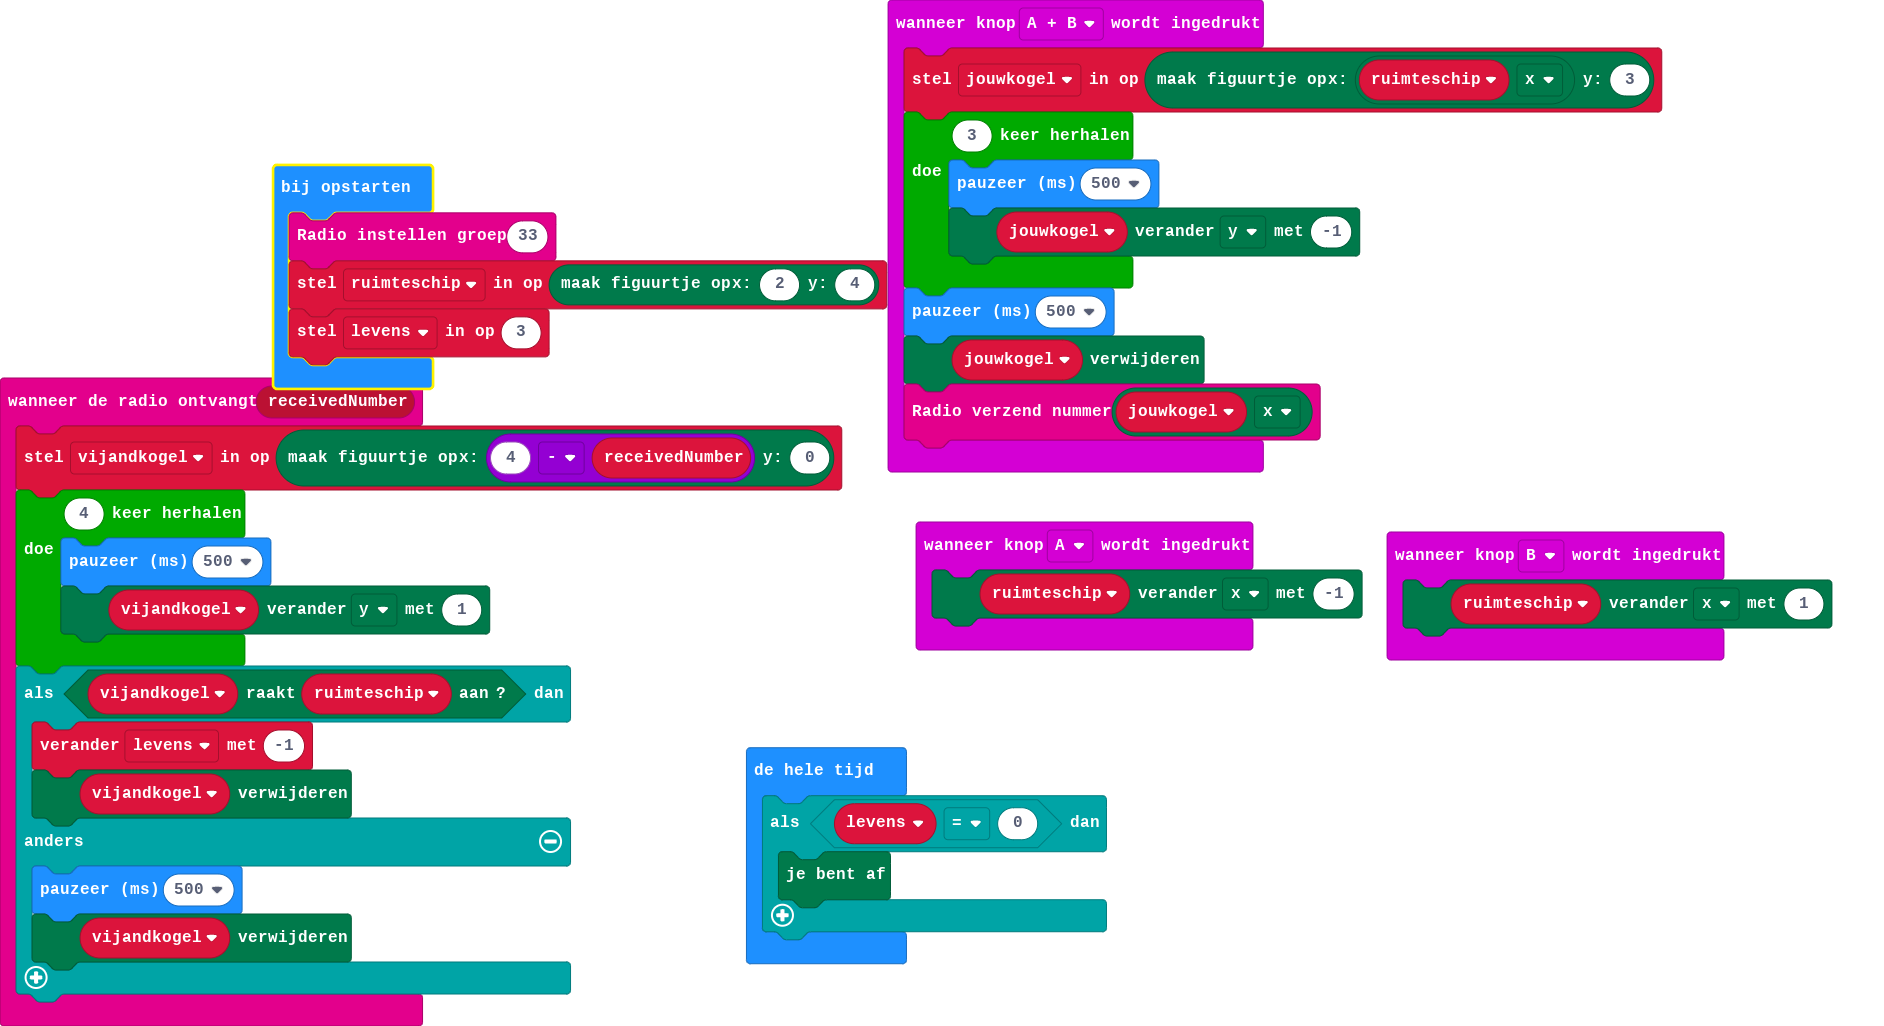 bij opstarten
Radio instellen groep 33
stel ruimteschip in op maak figuurtje opx: 2 y: 4
stel levens in op 3
wanneer de radio ontvangt receivedNumber
stel vijandkogel in op maak figuurtje opx: 4 - receivedNumber y: 0
4 keer herhalen
doe
pauzeer (ms) 500
vijandkogel verander y met 1
als vijandkogel raakt ruimteschip aan ? dan
verander levens met -1
vijandkogel verwijderen
anders
pauzeer (ms) 500
vijandkogel verwijderen
wanneer knop A + B wordt ingedrukt
stel jouwkogel in op maak figuurtje opx: ruimteschip x y: 3
3 keer herhalen
doe
pauzeer (ms) 500
jouwkogel verander y met -1
pauzeer (ms) 500
jouwkogel verwijderen
Radio verzend nummer jouwkogel x
wanneer knop A wordt ingedrukt
ruimteschip verander x met -1
wanneer knop B wordt ingedrukt
ruimteschip verander x met 1
de hele tijd
als levens = 0 dan
je bent af